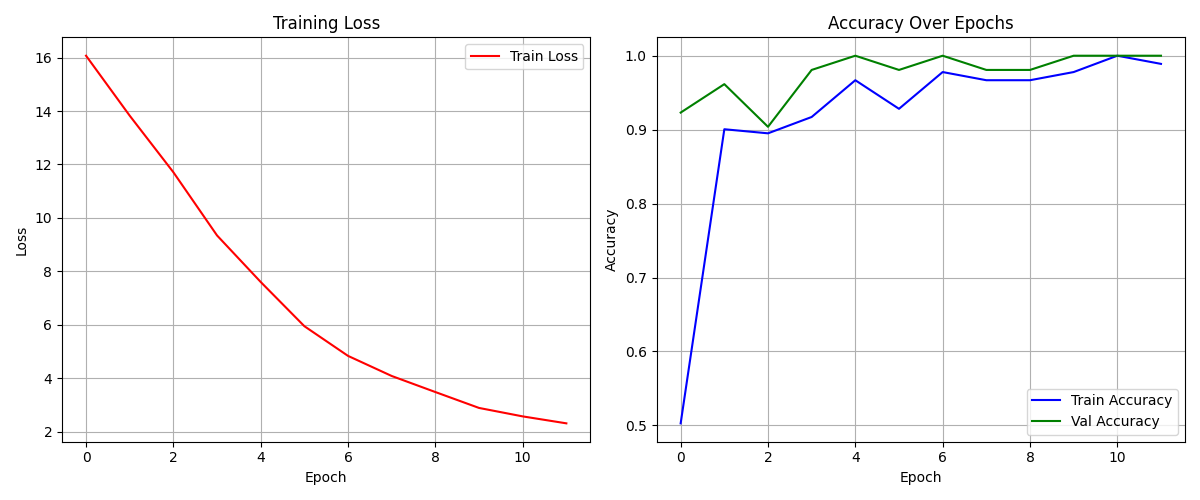 Training Loss
Train Loss
16
14
12
10
8
6
4
2
Loss
0 2 4 6 8 10
Epoch
Accuracy Over Epochs
1.0
0.9
0.8
0.7
0.6
0.5
Accuracy
Train Accuracy
Val Accuracy
0 2 4 6 8 10
Epoch